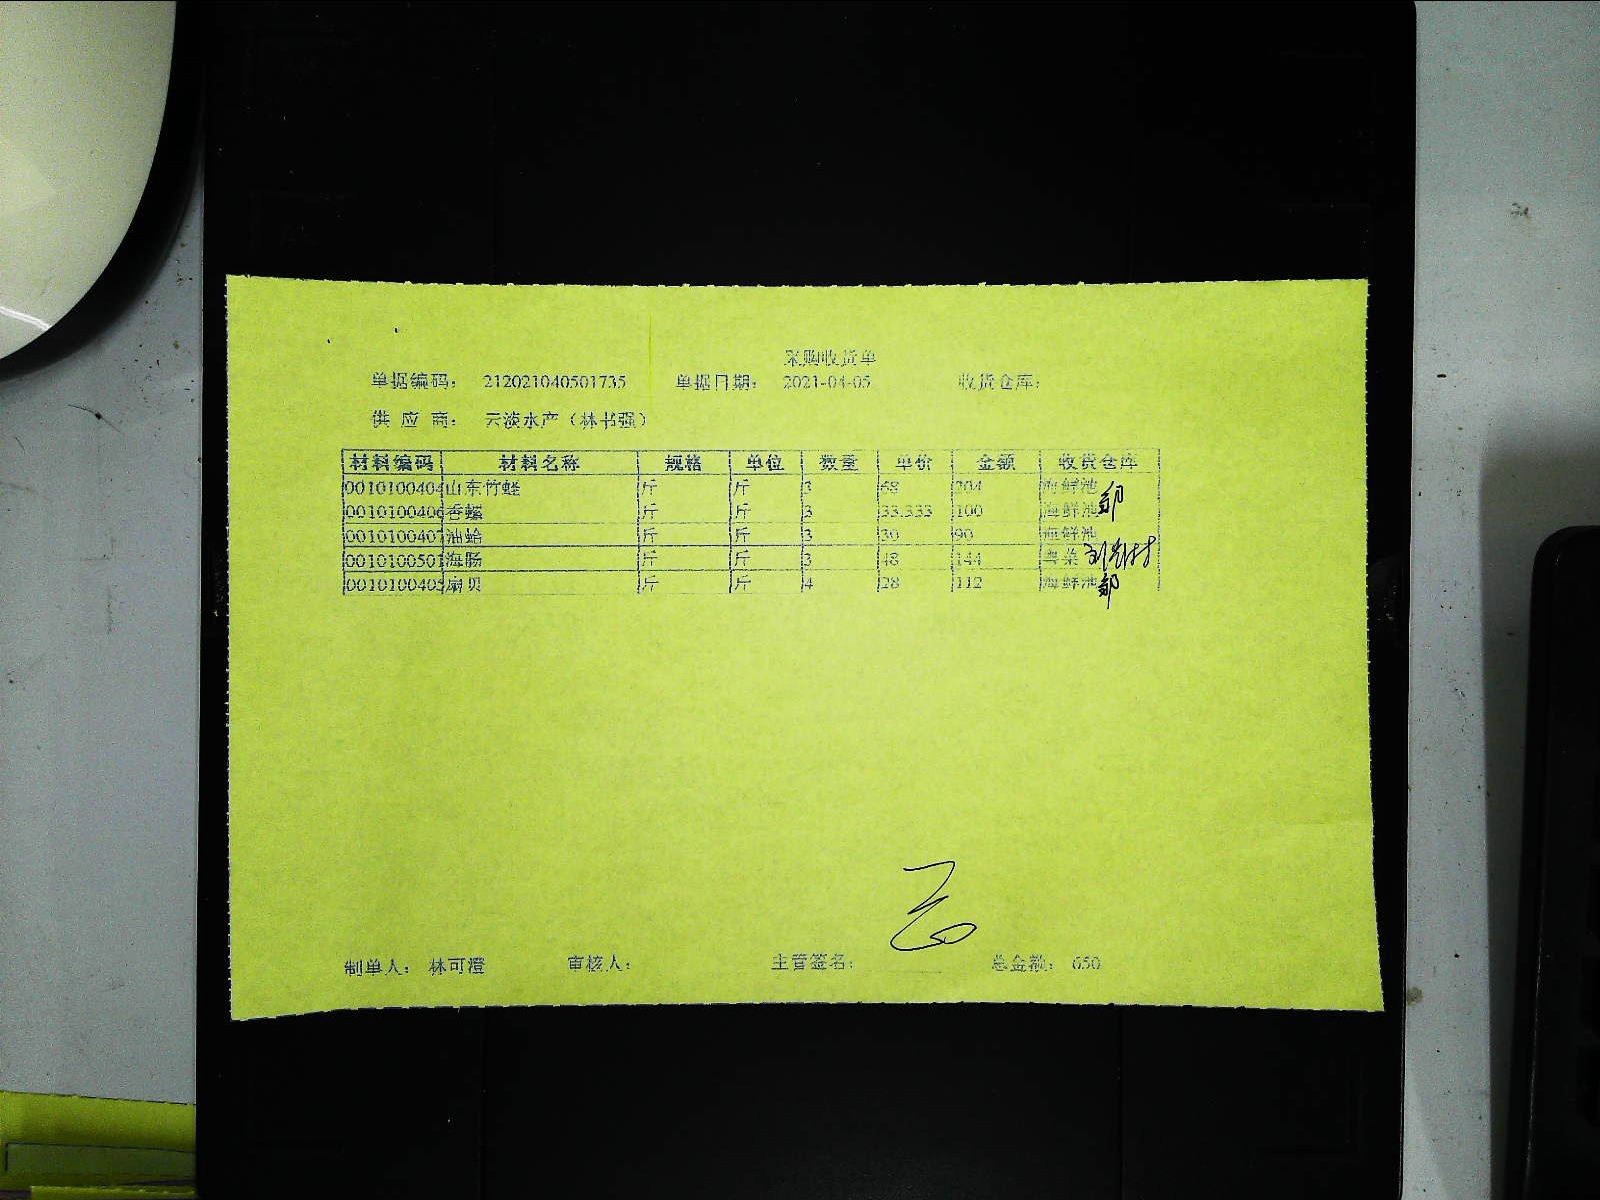 采购收货单
单据编码： 212021040501735 单据日期： 2021-04-05 收货仓库：
供 应 商： 云淡水产（林书强）
材料编码 材料名称 规格 单位 数量 单价 金额 收货仓库
0010100404 山东竹蛏 斤 斤 3 68 204 海鲜池
0010100406 香螺 斤 斤 3 33.333 100 海鲜池
0010100407 油蛤 斤 斤 3 30 90 海鲜池
0010100501 海肠 斤 斤 3 48 144 粤菜
0010100405 扇贝 斤 斤 4 28 112 海鲜池
制单人： 林可澄 审核人： 主管签名： 总金额： 650